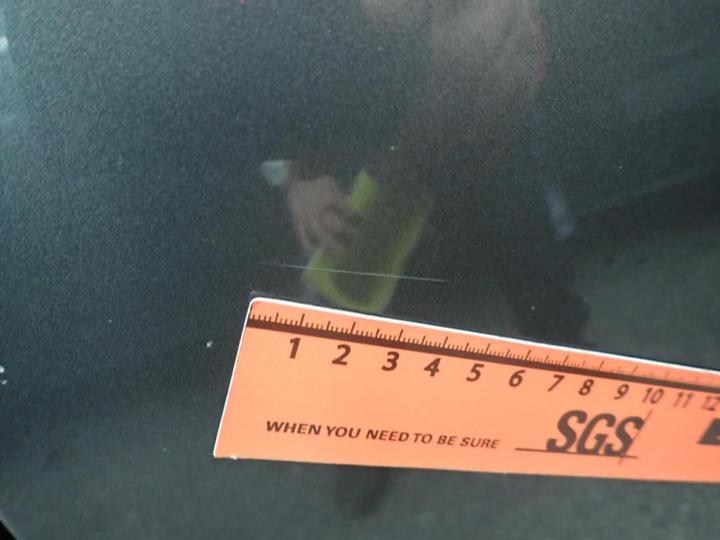 1 2 3 4 5 6 7 8 9 10 11 12
WHEN YOU NEED TO BE SURE SGS